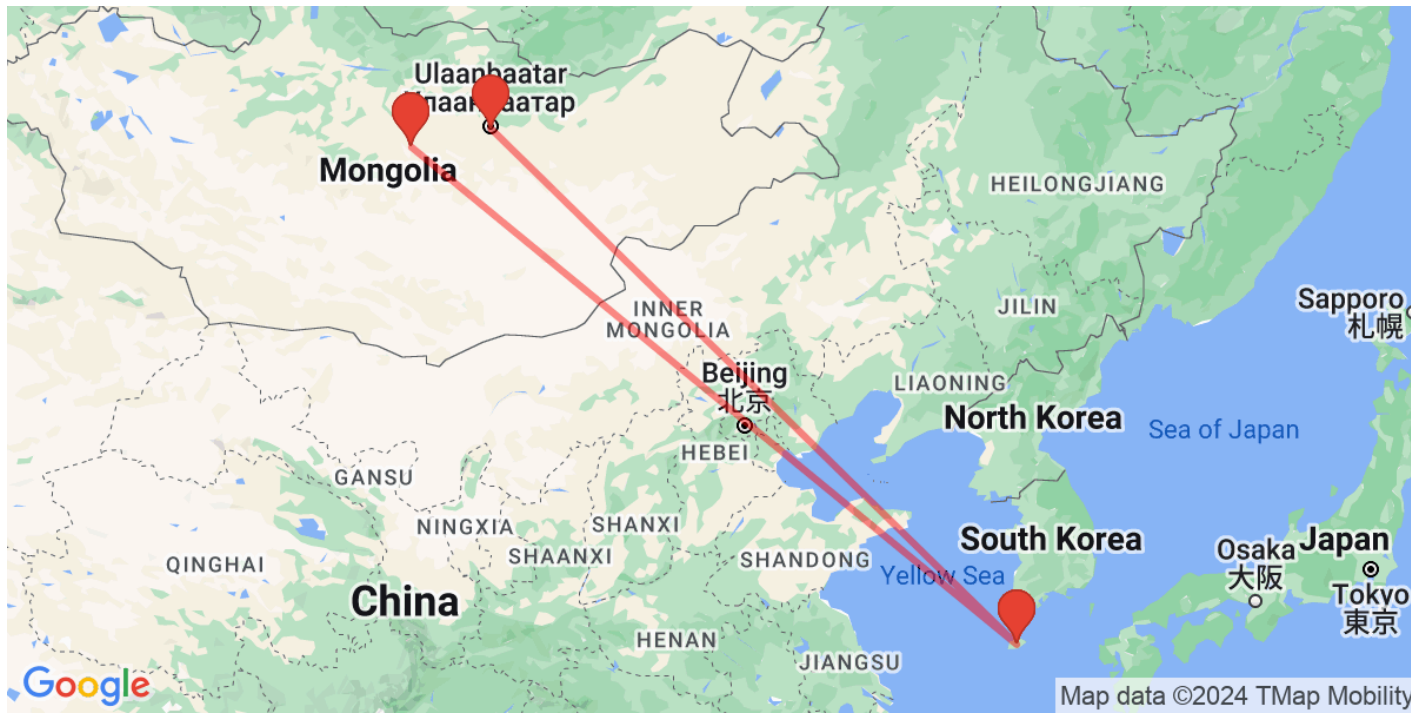 Ulaanbaatar
Улаанбаатар
Mongolia
HEILONGJIANG
INNER
MONGOLIA
JILIN
Sapporo
札幌
Beijing
北京
LIAONING
North Korea
Sea of Japan
HEBEI
GANSU
NINGXIA
SHANXI
SHAANXI
QINGHAI
SHANDONG
South Korea
Yellow Sea
Osaka
大阪
Japan
Tokyo
東京
China
HENAN
JIANGSU
Google
Map data ©2024 TMap Mobility